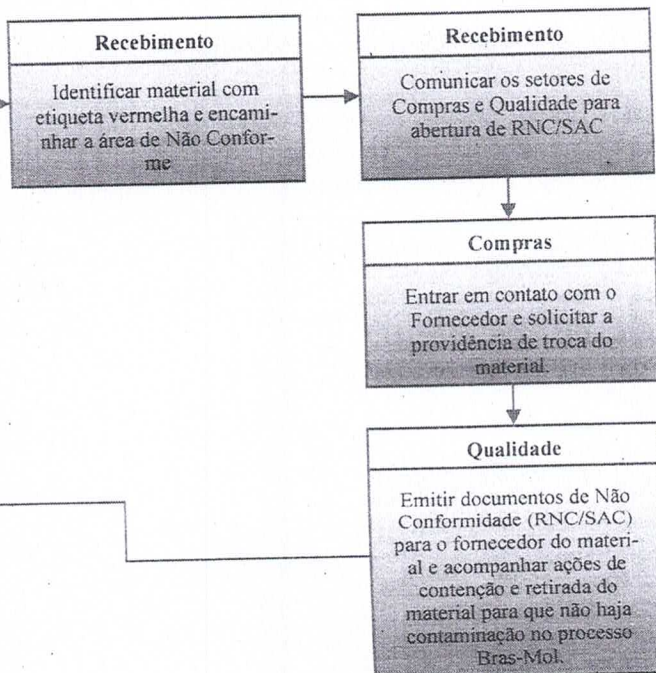 Recebimento
Identificar material com
etiqueta vermelha e encami-
nhar a área de Não Confor-
me
Recebimento
Comunicar os setores de
Compras e Qualidade para
abertura de RNC/SAC
Compras
Entrar em contato com o
Fornecedor e solicitar a
providência de troca do
material.
Qualidade
Emitir documentos de Não
Conformidade (RNC/SAC)
para o fornecedor do materi-
al e acompanhar ações de
contenção e retirada do
material para que não haja
contaminação no processo
Bras-Mol.